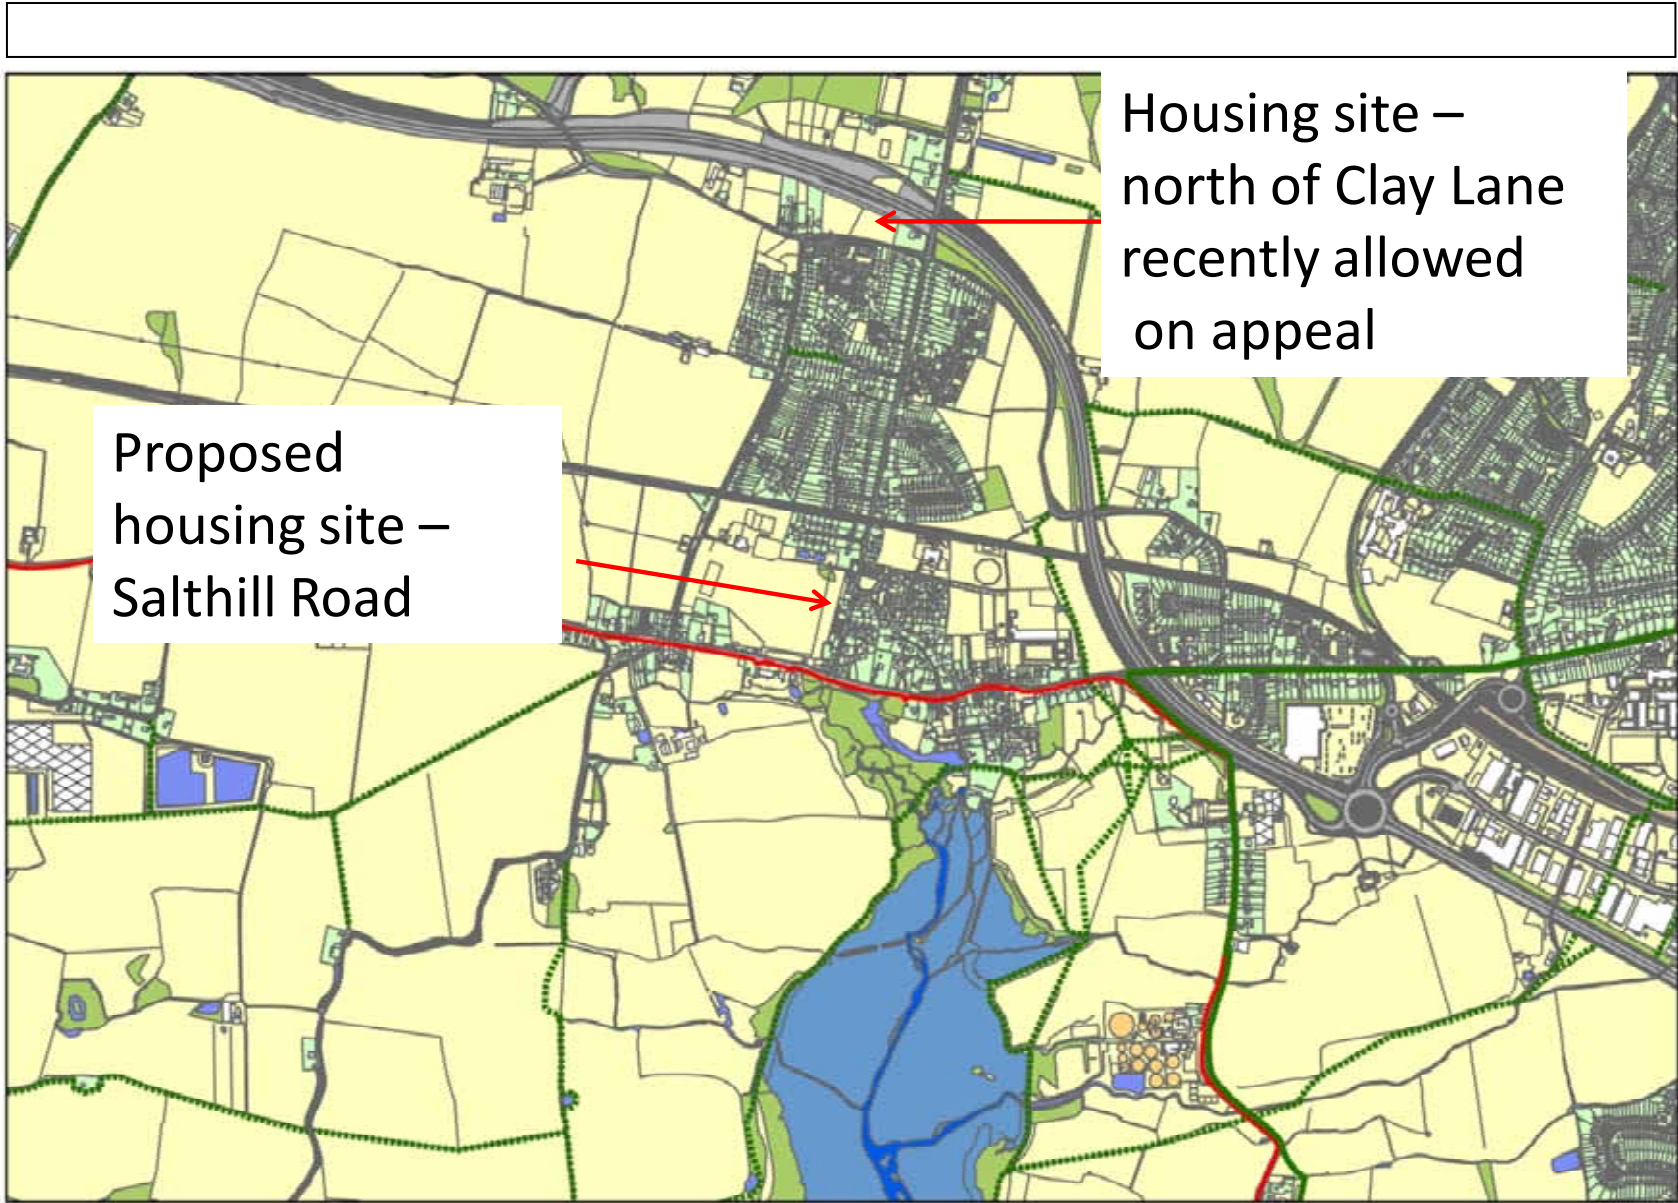 Housing site –
north of Clay Lane
recently allowed
on appeal
Proposed
housing site –
Salthill Road